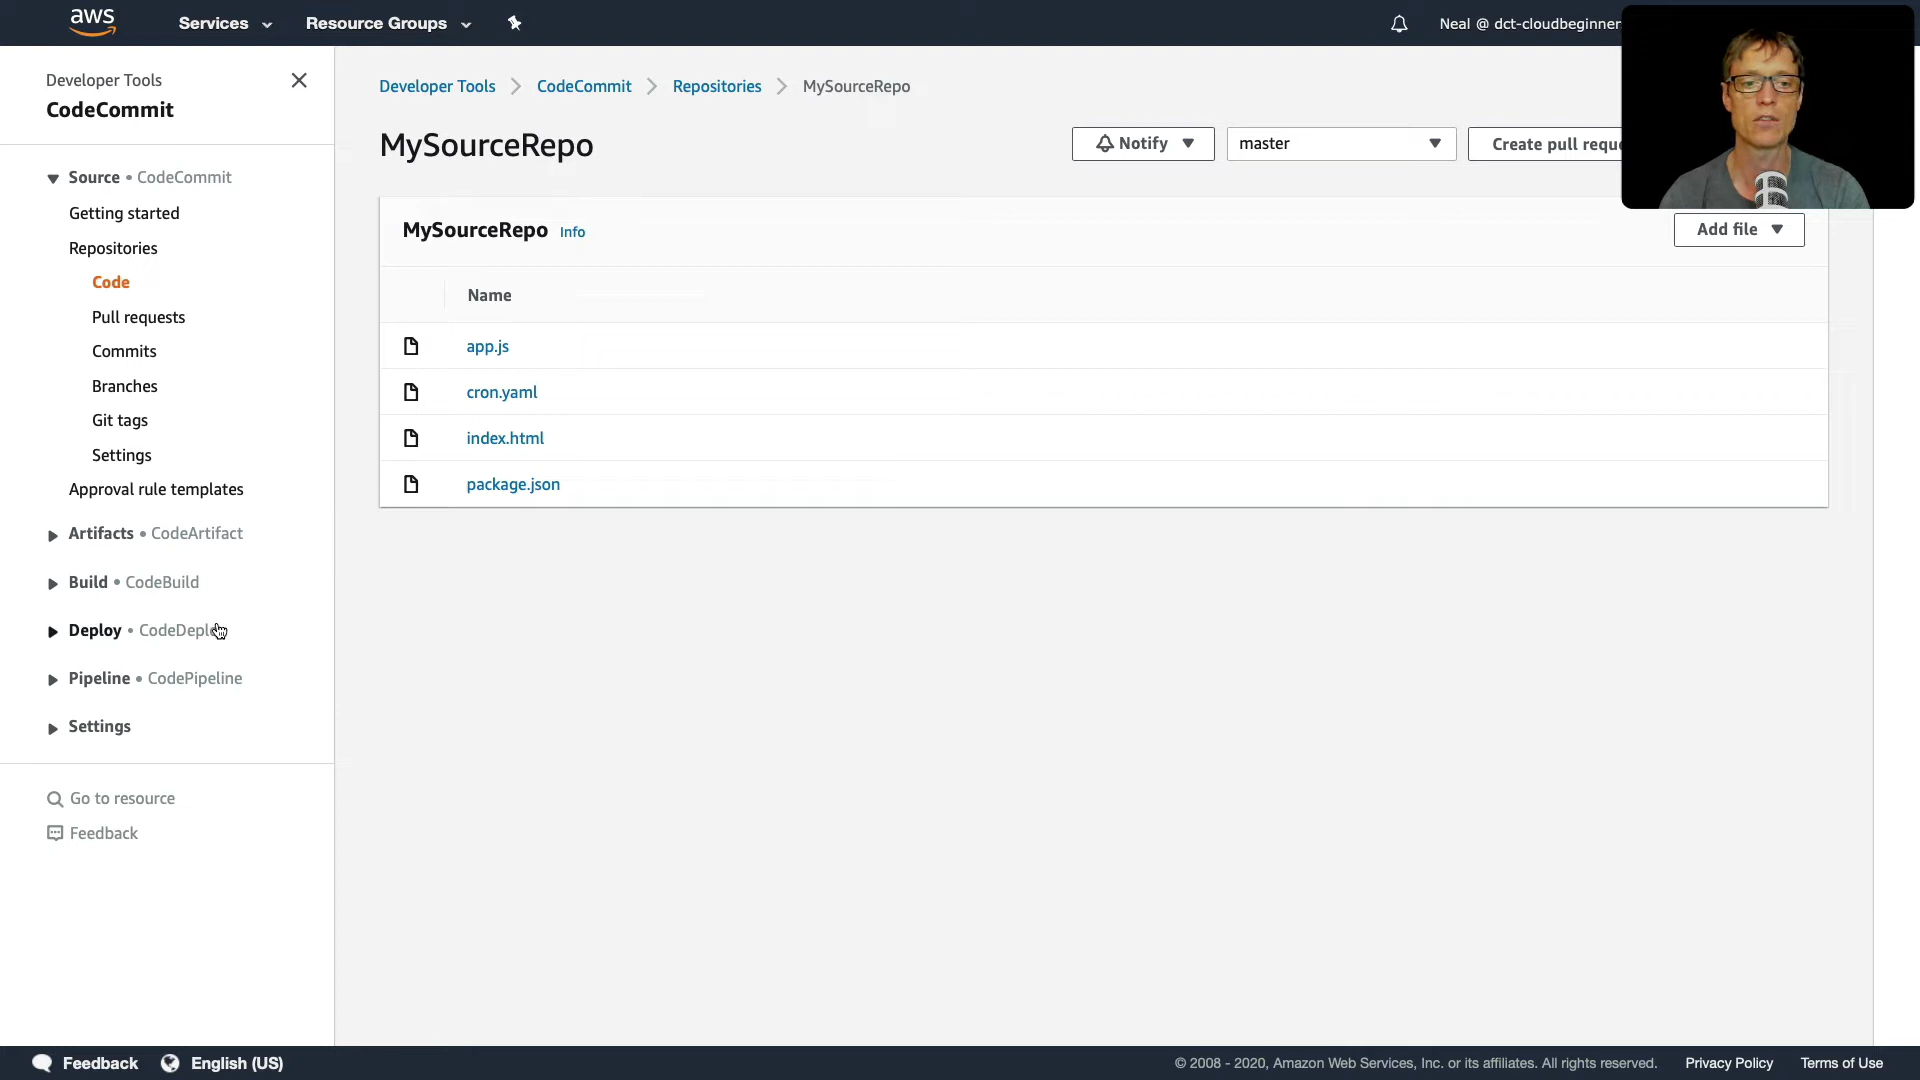 aws
Services
Resource Groups
Neal @ dct-cloudbeginner
Developer Tools
CodeCommit
Source • CodeCommit
Getting started
Repositories
Code
Pull requests
Commits
Branches
Git tags
Settings
Approval rule templates
Artifacts • CodeArtifact
Build • CodeBuild
Deploy • CodeDepl
Pipeline • CodePipeline
Settings
Go to resource
Feedback
Developer Tools
CodeCommit
Repositories
MySourceRepo
MySourceRepo
Notify
master
Create pull requ
MySourceRepo Info
Add file
Name
app.js
cron.yaml
index.html
package.json
Feedback
English (US)
© 2008 - 2020, Amazon Web Services, Inc. or its affiliates. All rights reserved.
Privacy Policy
Terms of Use